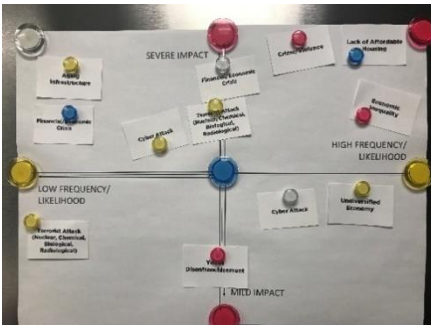 SEVERE IMPACT
Crime/Violence
Lack of Affordable
Housing
Aging
Infrastructure
Financial/Economic
Crisis
Financial/Economic
Crisis
Terrorist Attack
(Nuclear, Chemical,
Biological,
Radiological)
Economic
Inequality
Cyber Attack
HIGH FREQUENCY/
LIKELIHOOD
LOW FREQUENCY/
LIKELIHOOD
Cyber Attack
Undiversified
Economy
Terrorist Attack
(Nuclear, Chemical,
Biological,
Radiological)
Disenfranchisement
↓ MILD IMPACT